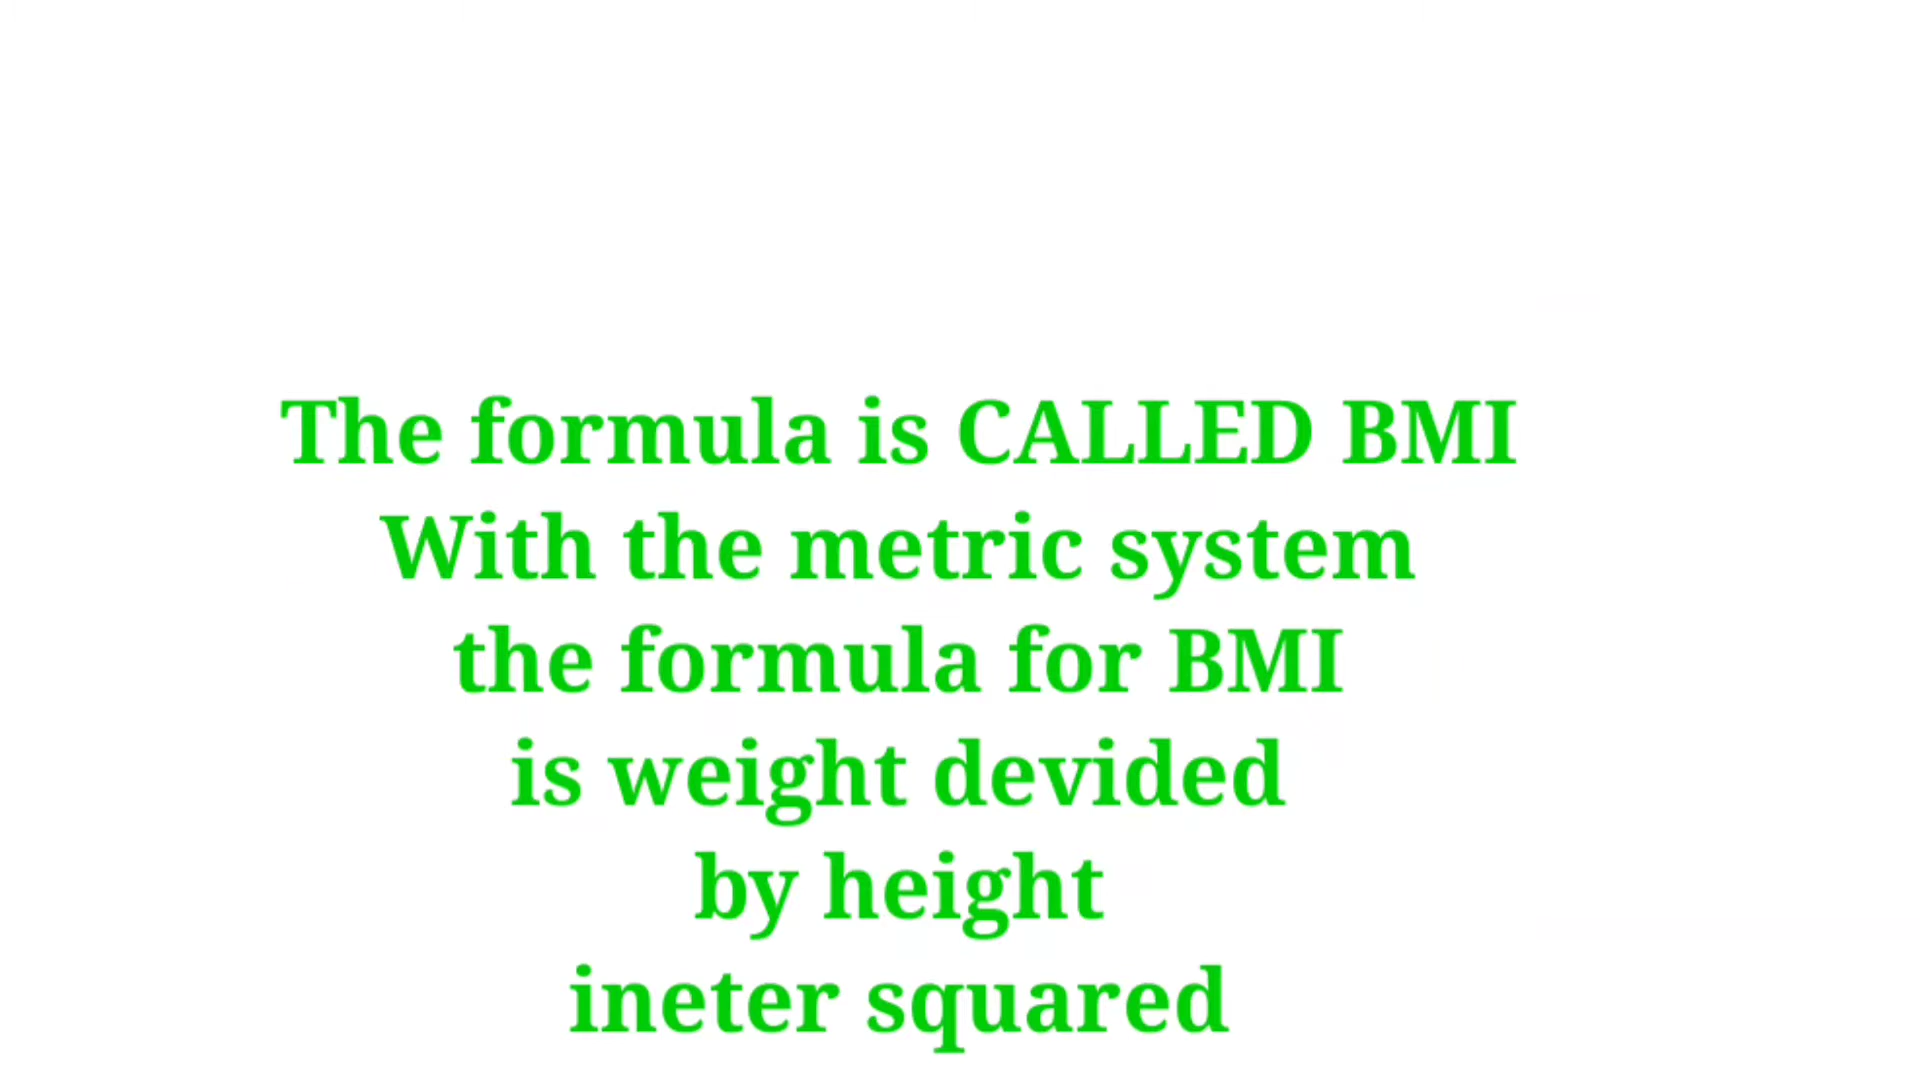 The formula is CALLED BMI
With the metric system
the formula for BMI
is weight devided
by height
ineter squared